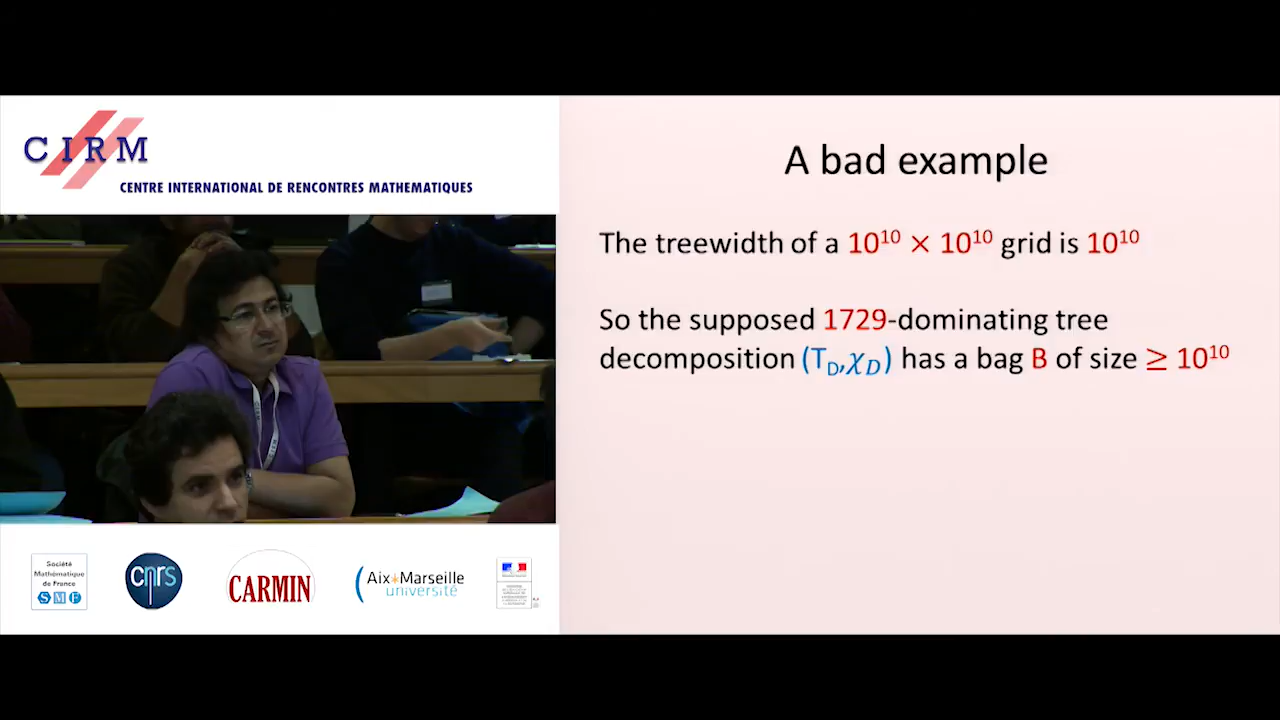 CIRM
CENTRE INTERNATIONAL DE RENCONTRES MATHEMATIQUES
A bad example
The treewidth of a 10¹⁰ × 10¹⁰ grid is 10¹⁰
So the supposed 1729-dominating tree
decomposition (T_D,χ_D) has a bag B of size ≥ 10¹⁰
Société
Mathématique
de France
SMF
cnrs
CARMIN
Aix*Marseille
université